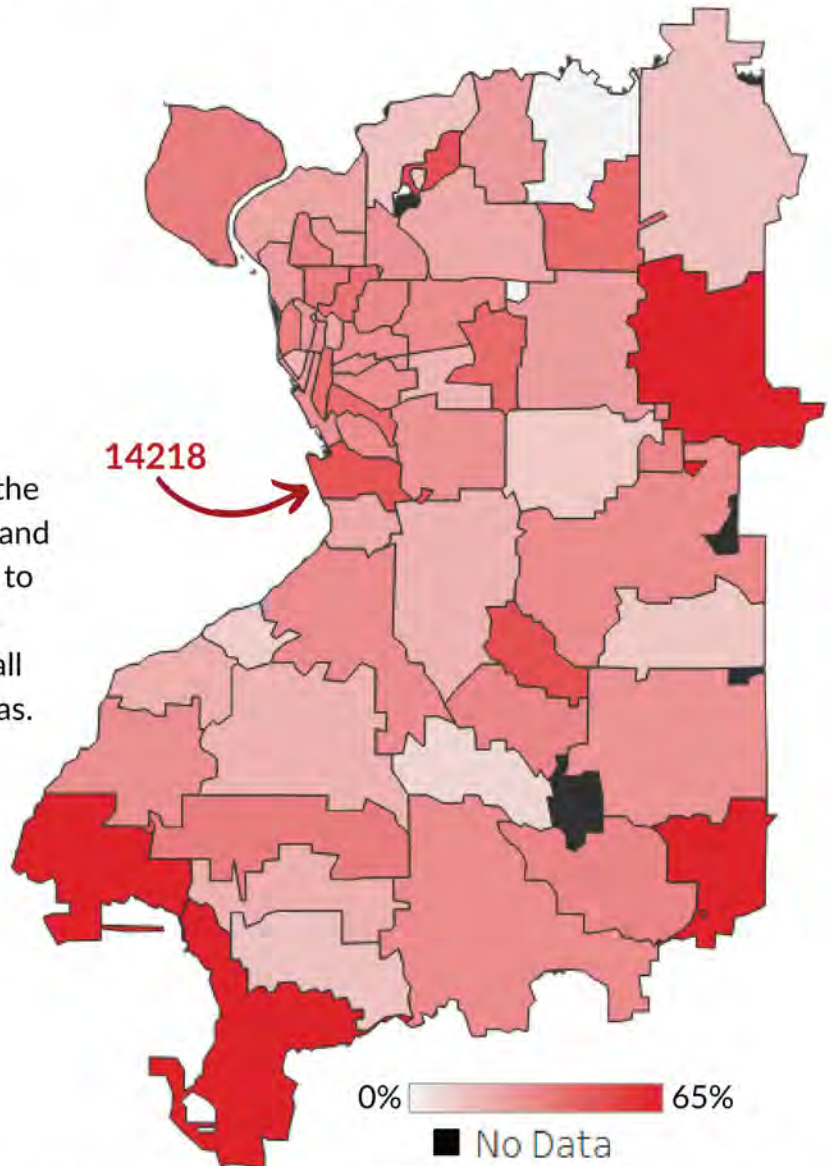 14218
the
and
to
all
as.
0% 65%
No Data